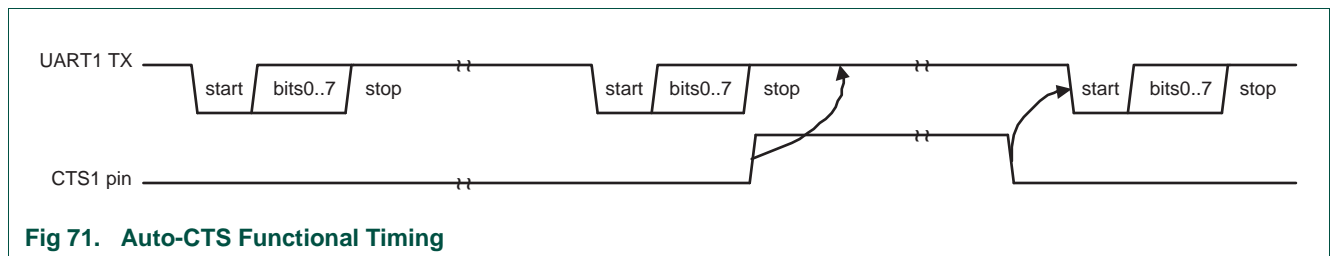 UART1 TX
start bits0..7 stop start bits0..7 stop start bits0..7 stop
CTS1 pin
Fig 71. Auto-CTS Functional Timing